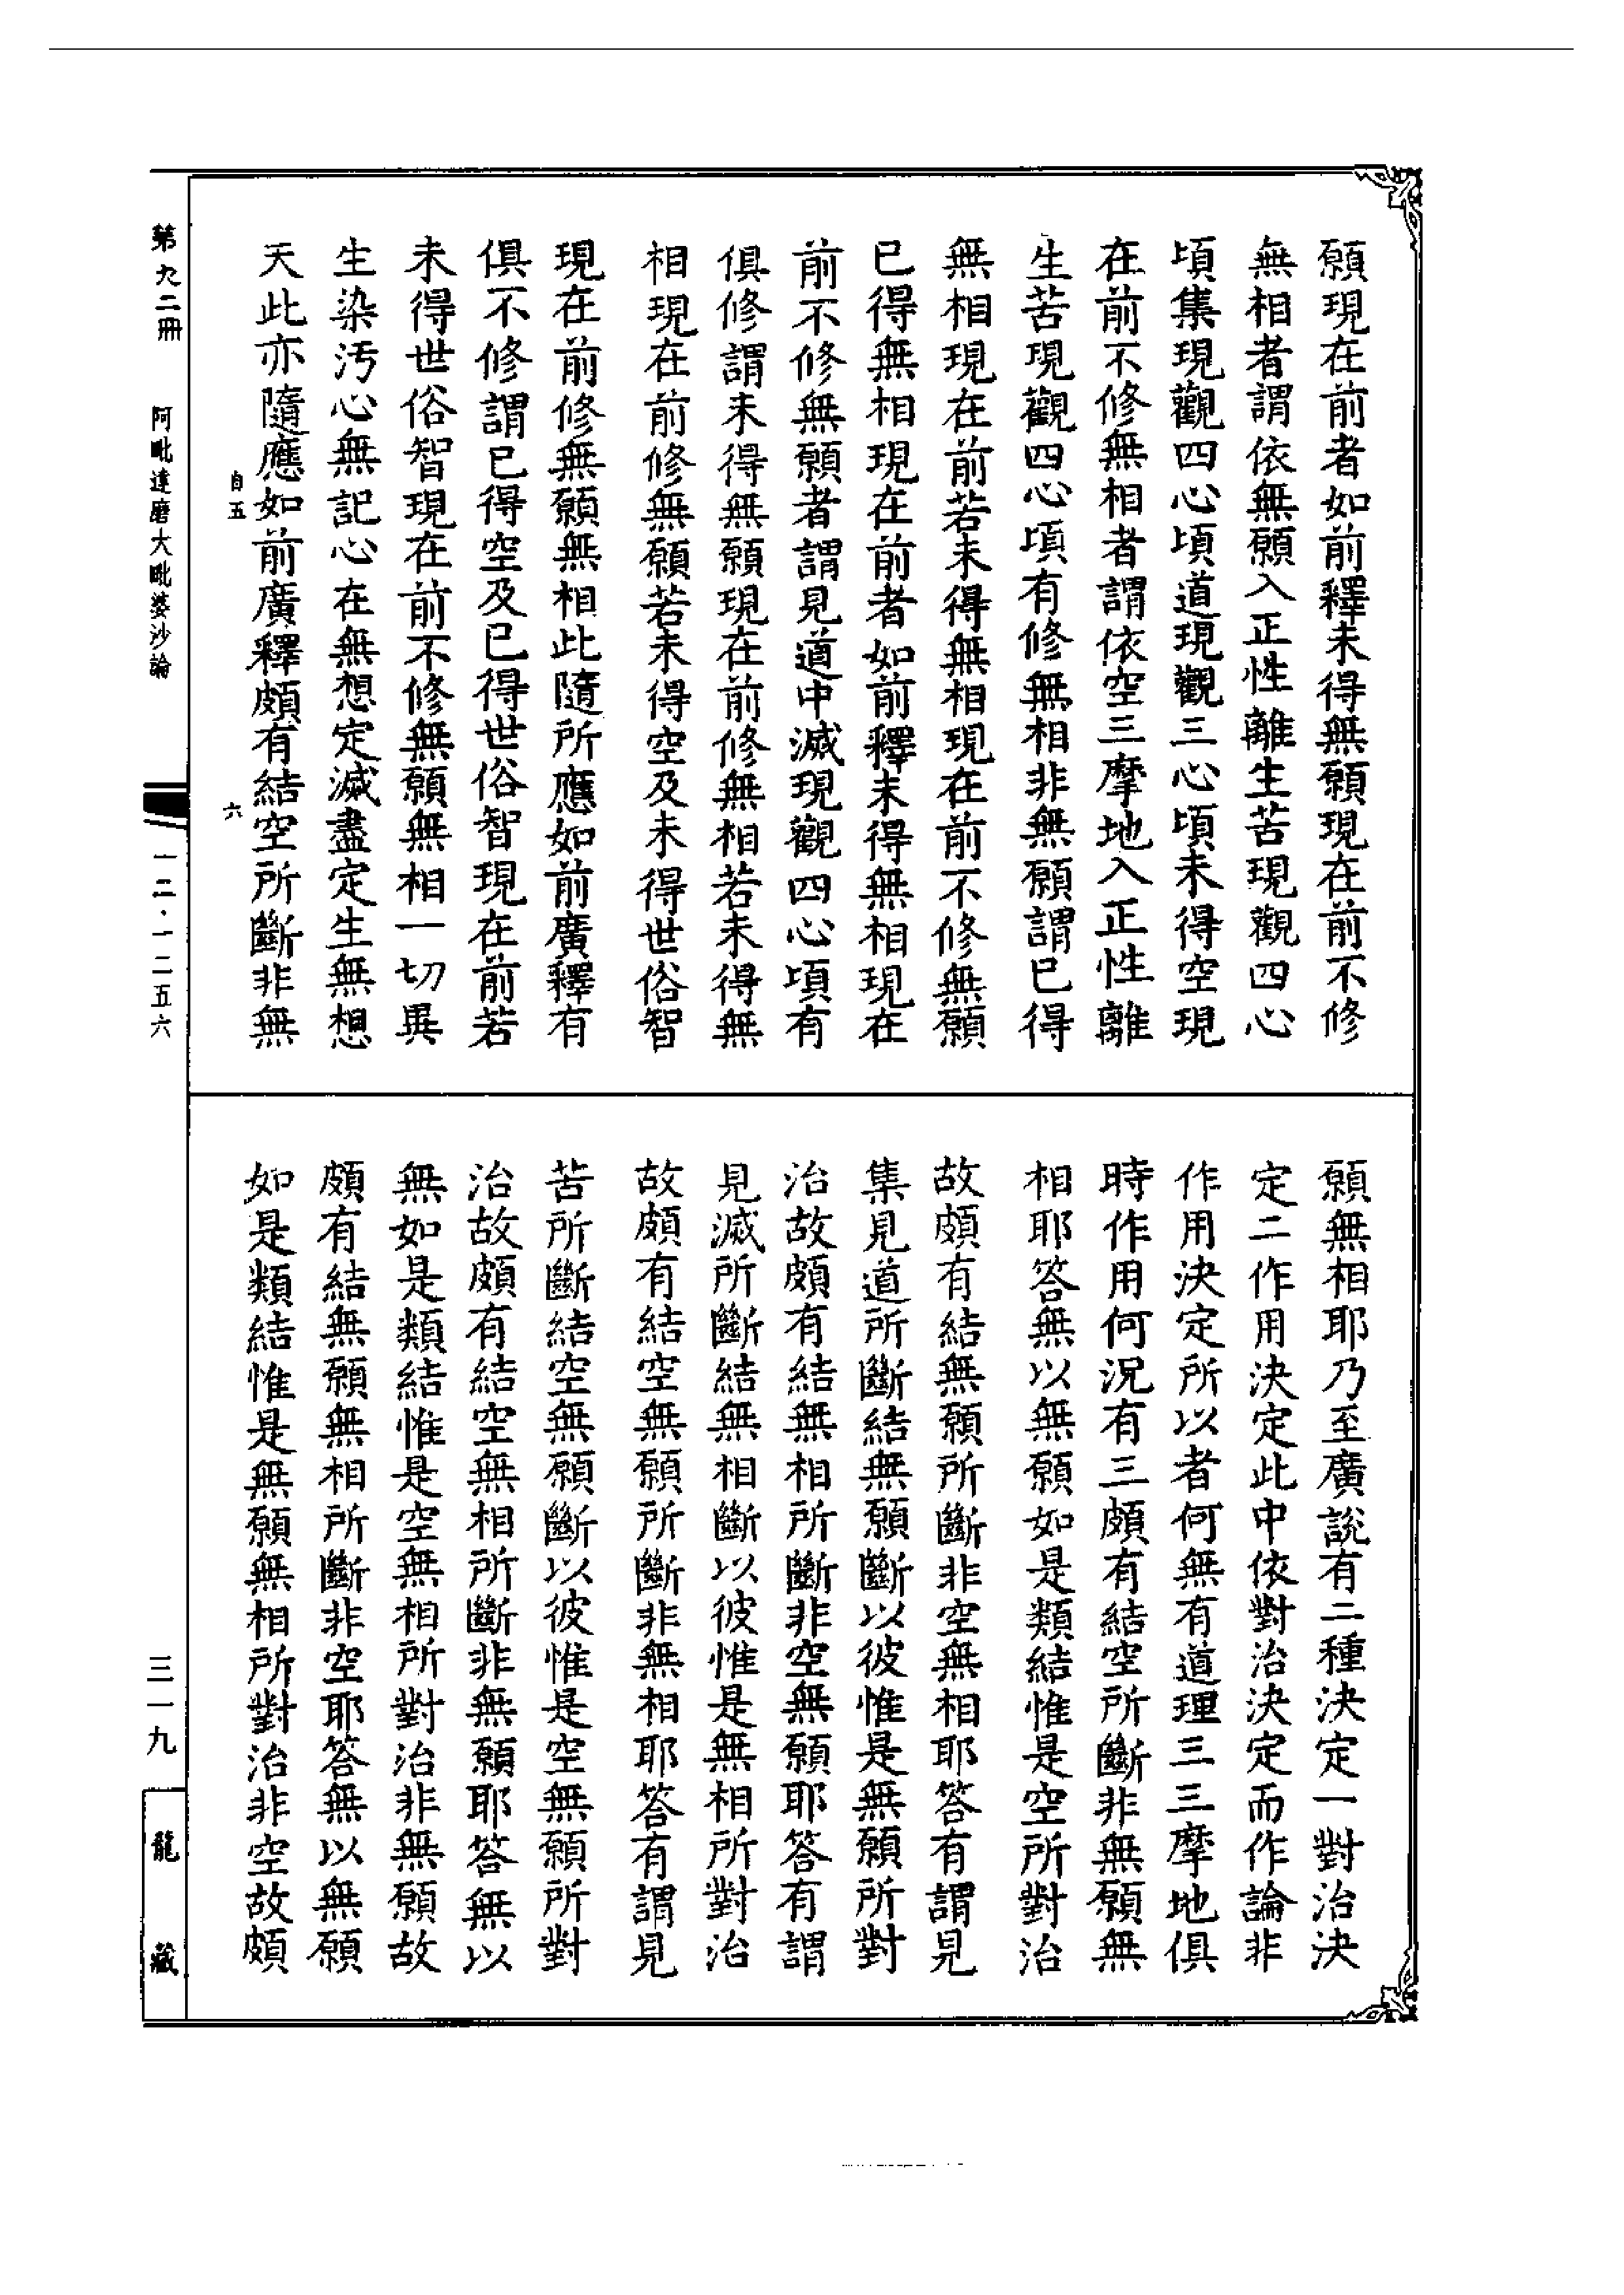 願現在前者如前釋未得無願現在前不修
無相者謂依無願入正性離生苦現觀四心
頃集現觀四心頃道現觀三心頃未得空現
在前不修無相者謂依空三摩地入正性離
生苦現觀四心頃有修無相非無願謂已得
無相現在前若未得無相現在前不修無願
已得無相現在前者如前釋未得無相現在
前不修無願者謂見道中滅現觀四心頃有
俱修謂未得無願現在前修無相若未得無
相現在前修無願若未得空及未得世俗智
現在前修無願無相此隨所應如前廣釋有
俱不修謂已得空及已得世俗智現在前若
未得世俗智現在前不修無願無相一切異
生染汚心無記心在無想定滅盡定生無想
天此亦隨應如前廣釋頗有結空所斷非無
願無相耶乃至廣說有二種決定一對治決
定二作用決定此中依對治決定而作論非
作用決定所以者何無有道理三三摩地俱
時作用何況有三頗有結空所斷非無願無
相耶答無以無願如是類結惟是空所對治
故頗有結無願所斷非空無相耶答有謂見
集見道所斷結無願斷以彼惟是無願所對
治故頗有結無相所斷非空無願耶答有謂
見滅所斷結無相斷以彼惟是無相所對治
故頗有結空無願所斷非無相耶答有謂見
苦所斷結空無願斷以彼惟是空無願所對
治故頗有結空無相所斷非無願耶答無以
無如是類結惟是空無相所對治非無願故
頗有結無願無相所斷非空耶答無以無願
如是類結惟是無願無相所對治非空故頗
自五
六
第九二冊
阿毗達磨大毗婆沙論
一二·一二五六
三一九
龍藏